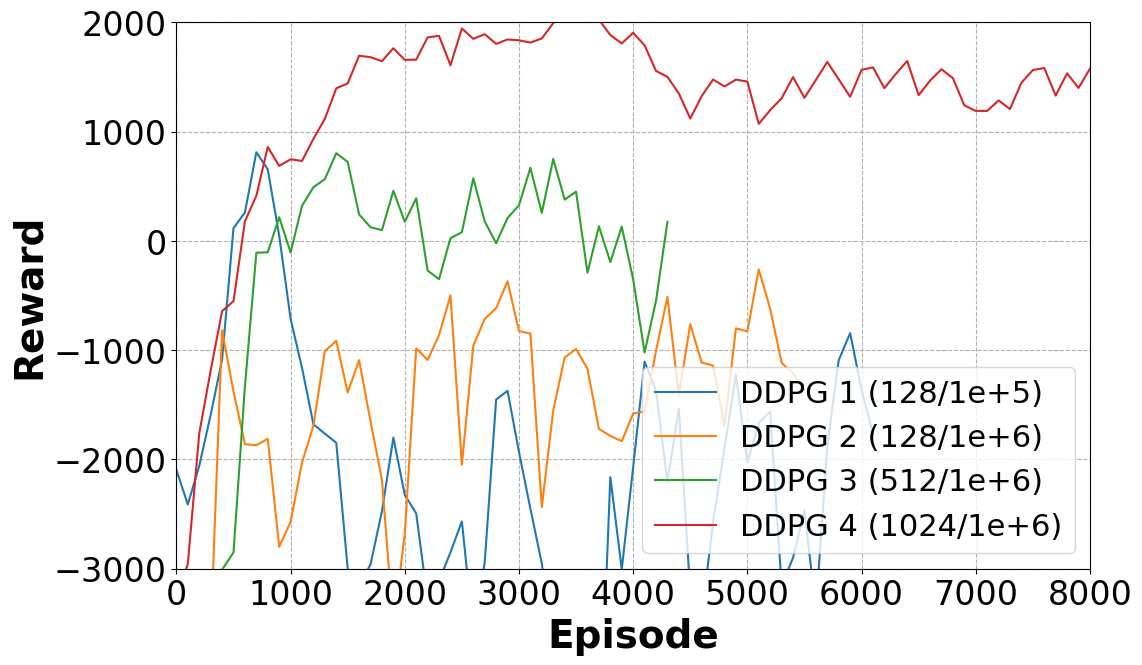 2000
1000
0
−1000
−2000
−3000
Reward
0 1000 2000 3000 4000 5000 6000 7000 8000
Episode
DDPG 1 (128/1e+5)
DDPG 2 (128/1e+6)
DDPG 3 (512/1e+6)
DDPG 4 (1024/1e+6)